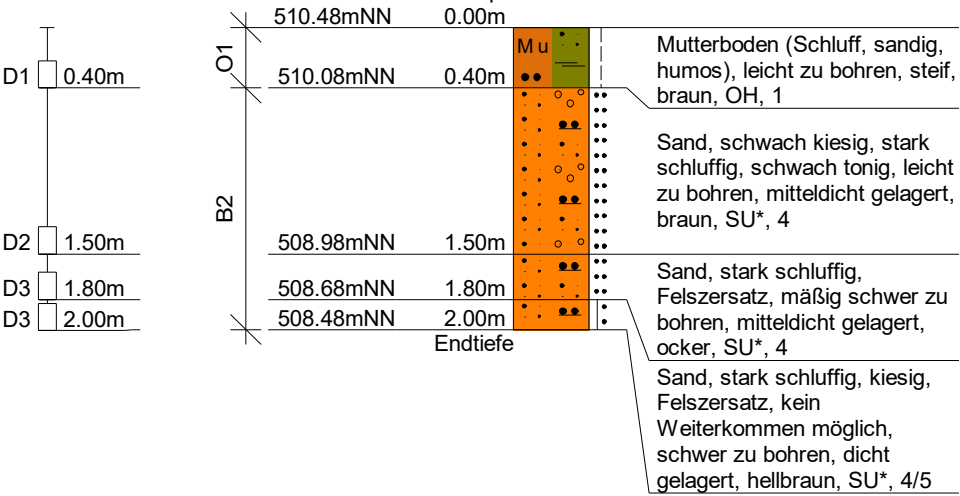 510.48mNN 0.00m
D1 0.40m
O1
510.08mNN 0.40m
Mu
Mutterboden (Schluff, sandig,
humos), leicht zu bohren, steif,
braun, OH, 1
B2
Sand, schwach kiesig, stark
schluffig, schwach tonig, leicht
zu bohren, mitteldicht gelagert,
braun, SU*, 4
D2 1.50m
508.98mNN 1.50m
D3 1.80m
508.68mNN 1.80m
Sand, stark schluffig,
Felszersatz, mäßig schwer zu
bohren, mitteldicht gelagert,
ocker, SU*, 4
D3 2.00m
508.48mNN 2.00m
Endtiefe
Sand, stark schluffig, kiesig,
Felszersatz, kein
Weiterkommen möglich,
schwer zu bohren, dicht
gelagert, hellbraun, SU*, 4/5